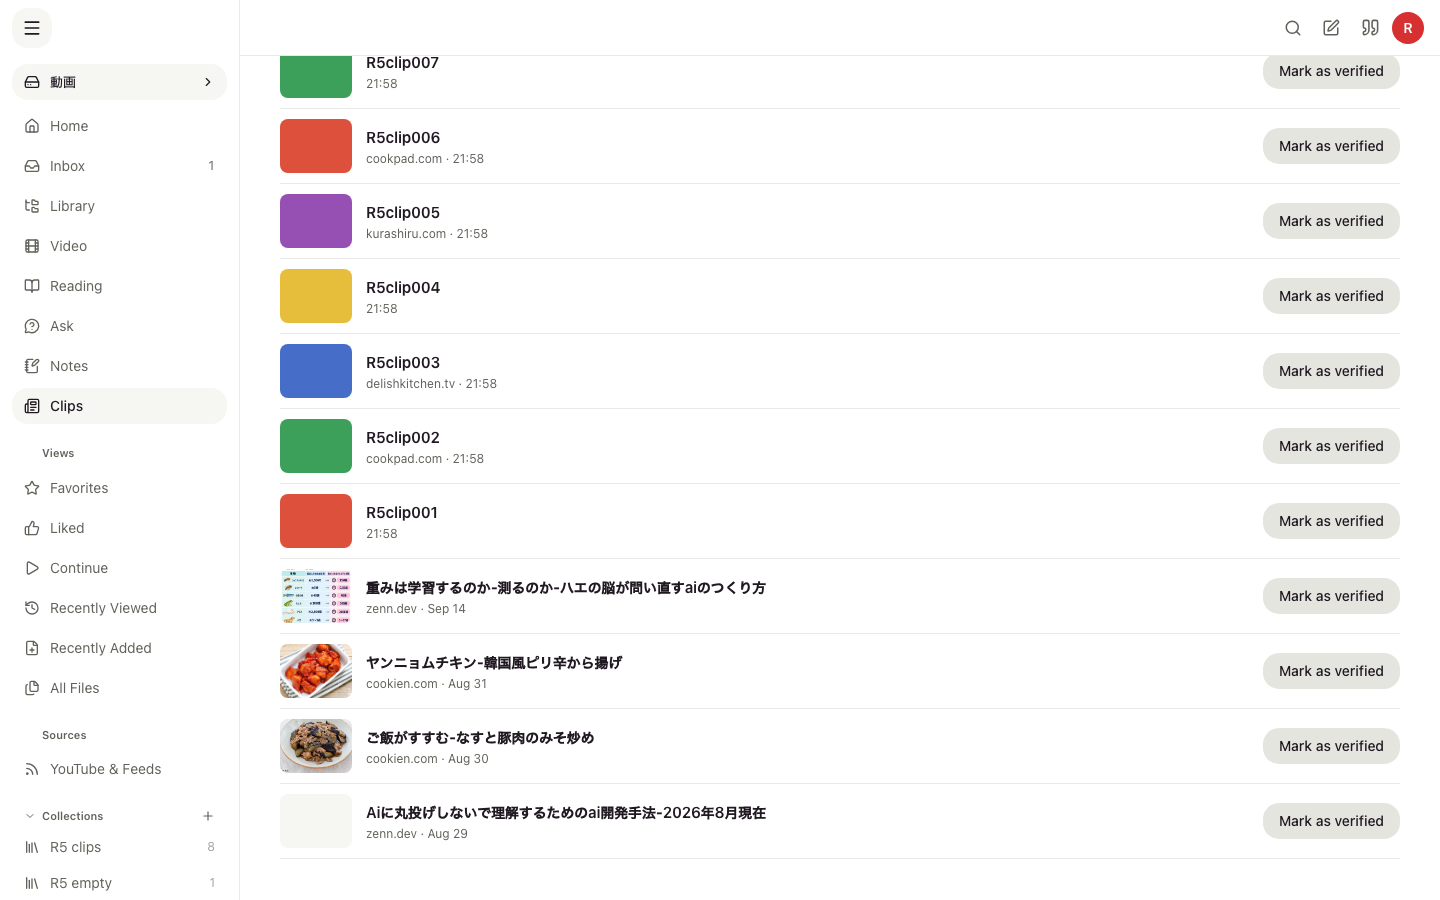 R
動画
Home
Inbox 1
Library
Video
Reading
Ask
Notes
Clips
Views
Favorites
Liked
Continue
Recently Viewed
Recently Added
All Files
Sources
YouTube & Feeds
Collections
R5 clips 8
R5 empty 1
R5clip007
21:58
Mark as verified
R5clip006
cookpad.com · 21:58
Mark as verified
R5clip005
kurashiru.com · 21:58
Mark as verified
R5clip004
21:58
Mark as verified
R5clip003
delishkitchen.tv · 21:58
Mark as verified
R5clip002
cookpad.com · 21:58
Mark as verified
R5clip001
21:58
Mark as verified
重みは学習するのか-測るのか-ハエの脳が問い直すaiのつくり方
zenn.dev · Sep 14
Mark as verified
ヤンニョムチキン-韓国風ピリ辛から揚げ
cookien.com · Aug 31
Mark as verified
ご飯がすすむ-なすと豚肉のみそ炒め
cookien.com · Aug 30
Mark as verified
Aiに丸投げしないで理解するためのai開発手法-2026年8月現在
zenn.dev · Aug 29
Mark as verified